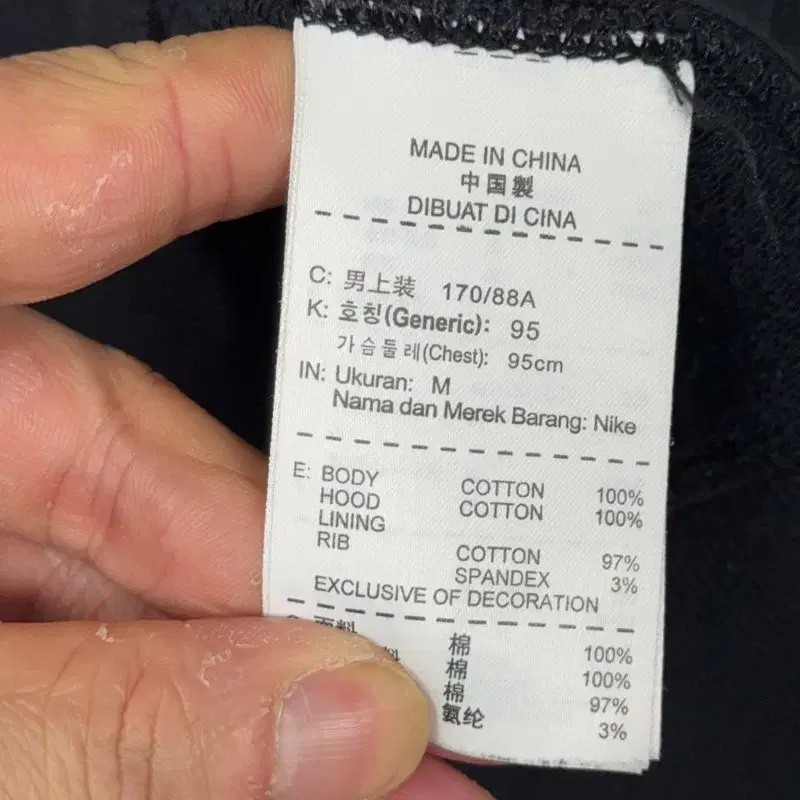 MADE IN CHINA
中国製
DIBUAT DI CINA
C: 男上装 170/88A
K: 호칭(Generic): 95
가슴둘레(Chest): 95cm
IN: Ukuran: M
Nama dan Merek Barang: Nike
E: BODY COTTON 100%
HOOD COTTON 100%
LINING
RIB COTTON 97%
SPANDEX 3%
EXCLUSIVE OF DECORATION
面料 棉 100%
棉 100%
棉 97%
氨纶 3%